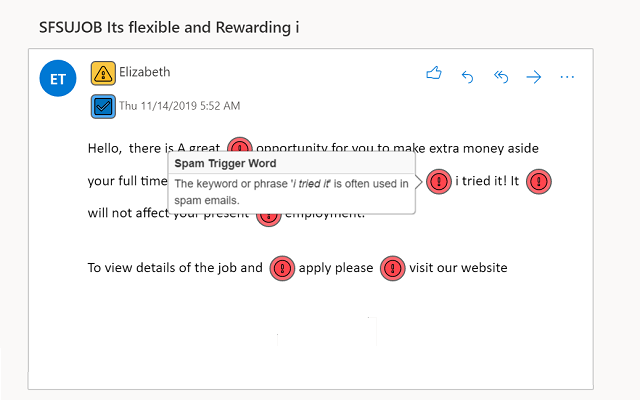 SFSUJOB Its flexible and Rewarding i
ET
Elizabeth
Thu 11/14/2019 5:52 AM
Hello, there is A great opportunity for you to make extra money aside
Spam Trigger Word
your full time i tried it! It
The keyword or phrase 'i tried it' is often used in
spam emails.
will not affect your present employment.
To view details of the job and apply please visit our website